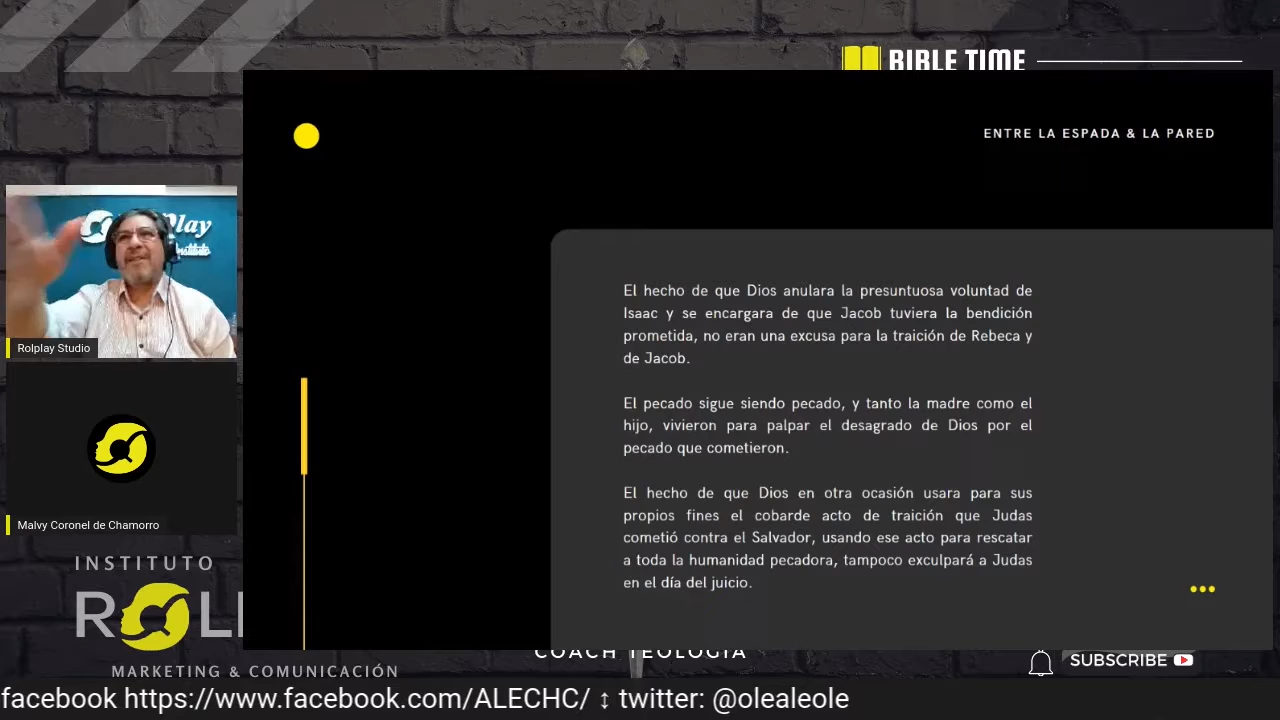 BIBLE TIME
ENTRE LA ESPADA & LA PARED
El hecho de que Dios anulara la presuntuosa voluntad de
Isaac y se encargara de que Jacob tuviera la bendición
prometida, no eran una excusa para la traición de Rebeca y
de Jacob.
El pecado sigue siendo pecado, y tanto la madre como el
hijo, vivieron para palpar el desagrado de Dios por el
pecado que cometieron.
El hecho de que Dios en otra ocasión usara para sus
propios fines el cobarde acto de traición que Judas
cometió contra el Salvador, usando ese acto para rescatar
a toda la humanidad pecadora, tampoco exculpará a Judas
en el día del juicio.
Rolplay Studio
Malvy Coronel de Chamorro
INSTITUTO
ROL
MARKETING & COMUNICACIÓN
COACH TEOLOGÍA
SUBSCRIBE
facebook https://www.facebook.com/ALECHC/ ↕ twitter: @olealeole